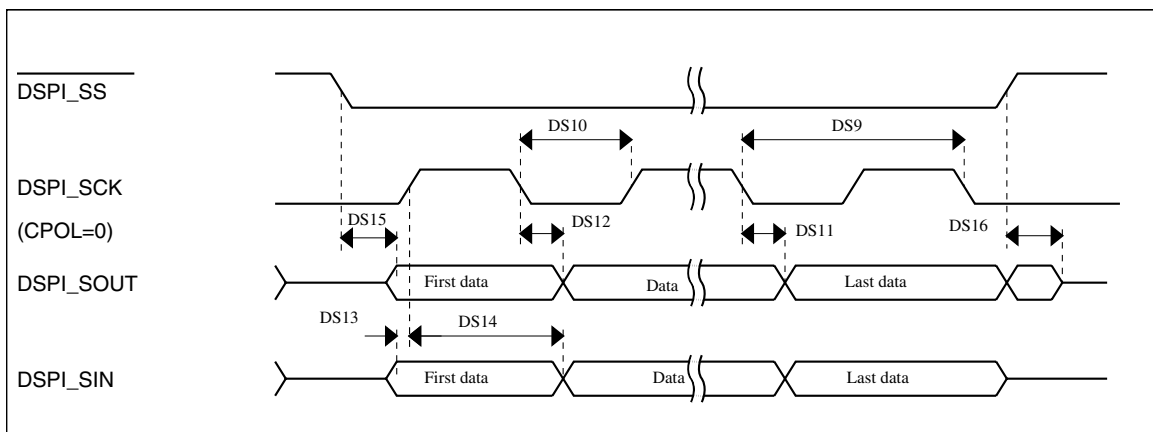 DSPI_SS
DS10
DS9
DSPI_SCK
(CPOL=0)
DS15
DS12
DS11
DS16
DSPI_SOUT
First data
Data
Last data
DS13
DS14
DSPI_SIN
First data
Data
Last data